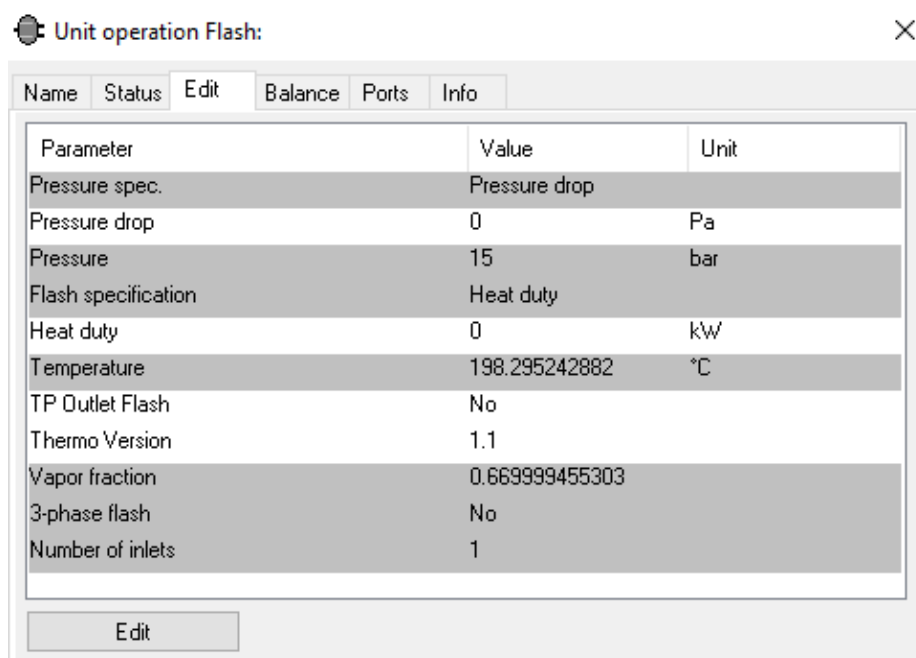 Unit operation Flash:
Name Status Edit Balance Ports Info
Parameter Value Unit
Pressure spec. Pressure drop
Pressure drop 0 Pa
Pressure 15 bar
Flash specification Heat duty
Heat duty 0 kW
Temperature 198.295242882 °C
TP Outlet Flash No
Thermo Version 1.1
Vapor fraction 0.669999455303
3-phase flash No
Number of inlets 1
Edit